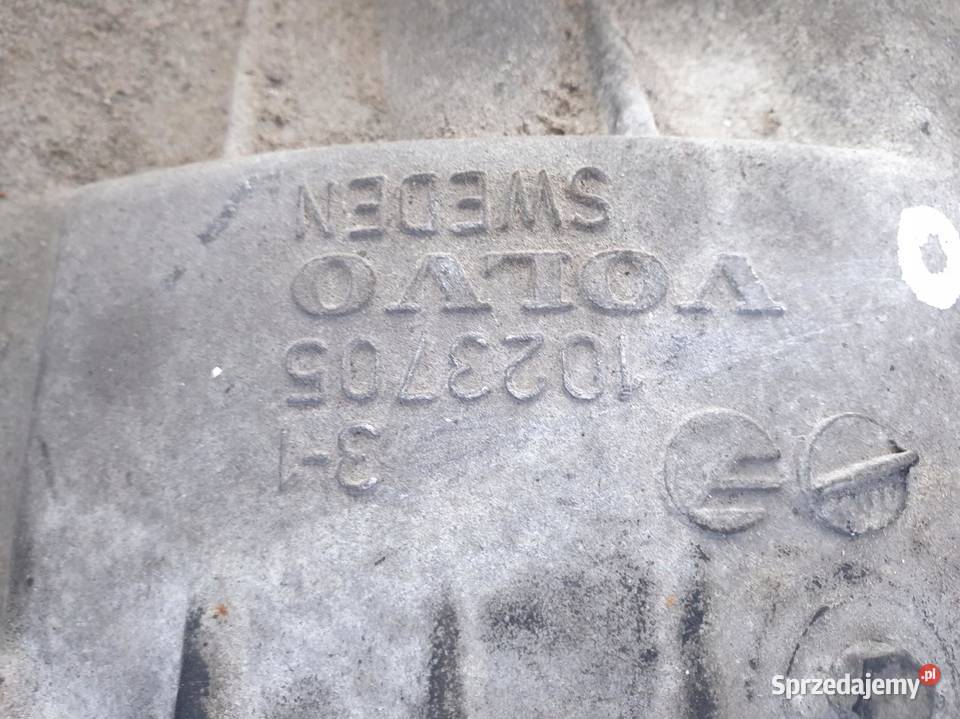 3-1
1023705
VOLVO
SWEDEN
Sprzedajemy.pl